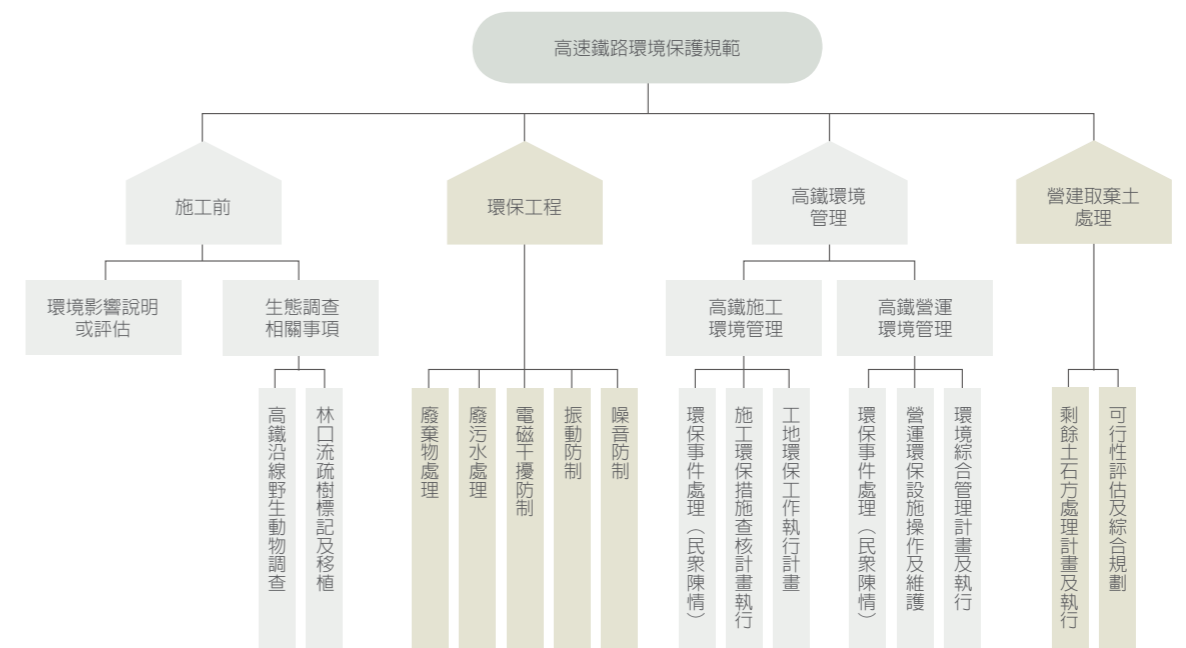 高速鐵路環境保護規範
施工前
環保工程
高鐵環境
管理
營建取棄土
處理
環境影響說明
或評估
生態調查
相關事項
高鐵施工
環境管理
高鐵營運
環境管理
高鐵沿線野生動物調查
林口流疏樹標記及移植
廢棄物處理
廢污水處理
電磁干擾防制
振動防制
噪音防制
環保事件處理（民眾陳情）
施工環保措施查核計畫執行
工地環保工作執行計畫
環保事件處理（民眾陳情）
營運環保設施操作及維護
環境綜合管理計畫及執行
剩餘土石方處理計畫及執行
可行性評估及綜合規劃